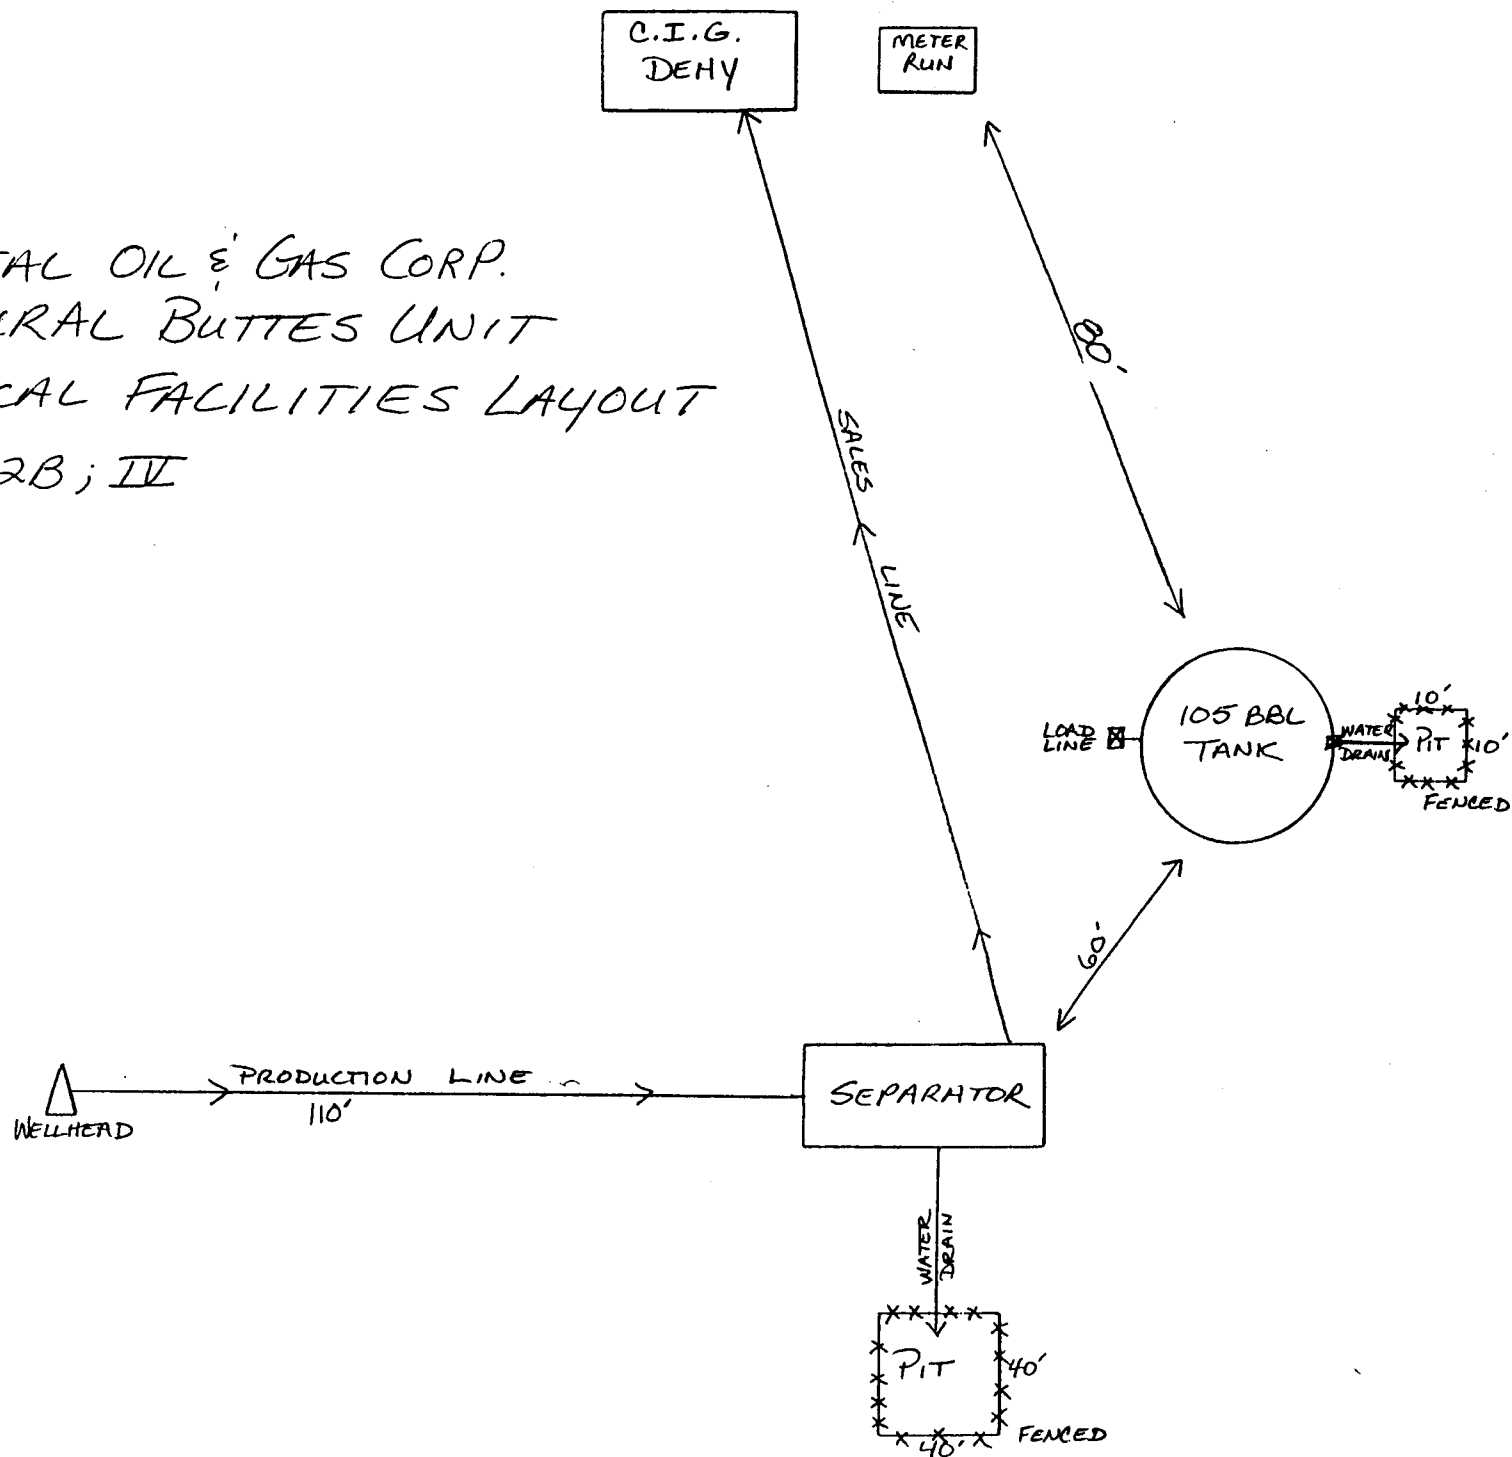 C.I.G.
DEHY
METER
RUN
TAL OIL & GAS CORP.
URAL BUTTES UNIT
CAL FACILITIES LAYOUT
2B; IV
80'
SALES LINE
LOAD
LINE
105 BBL
TANK
WATER
DRAIN
10'
PIT
10'
FENCED
60'
PRODUCTION LINE
110'
WELLHEAD
SEPARATOR
WATER
DRAIN
PIT
40'
40'
FENCED